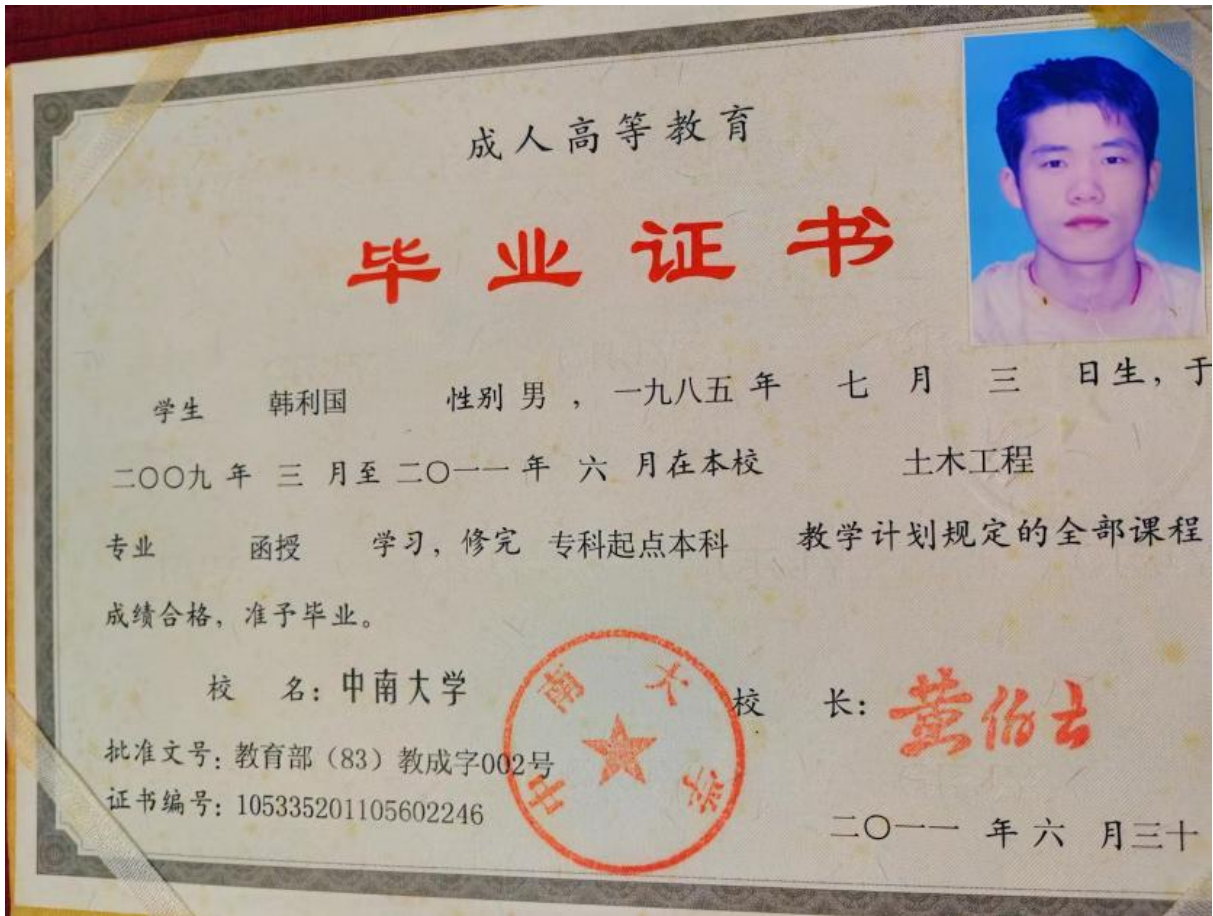 成人高等教育
毕业证书
学生 韩利国 性别 男 ，一九八五 年 七 月 三 日生，于
二〇〇九 年 三 月至 二〇一一 年 六 月在本校 土木工程
专业 函授 学习，修完 专科起点本科 教学计划规定的全部课程
成绩合格，准予毕业。
校 名：中南大学
校 长：黄伯云
中南大学
批准文号：教育部（83）教成字002号
证书编号：105335201105602246
二〇一一 年 六 月三十